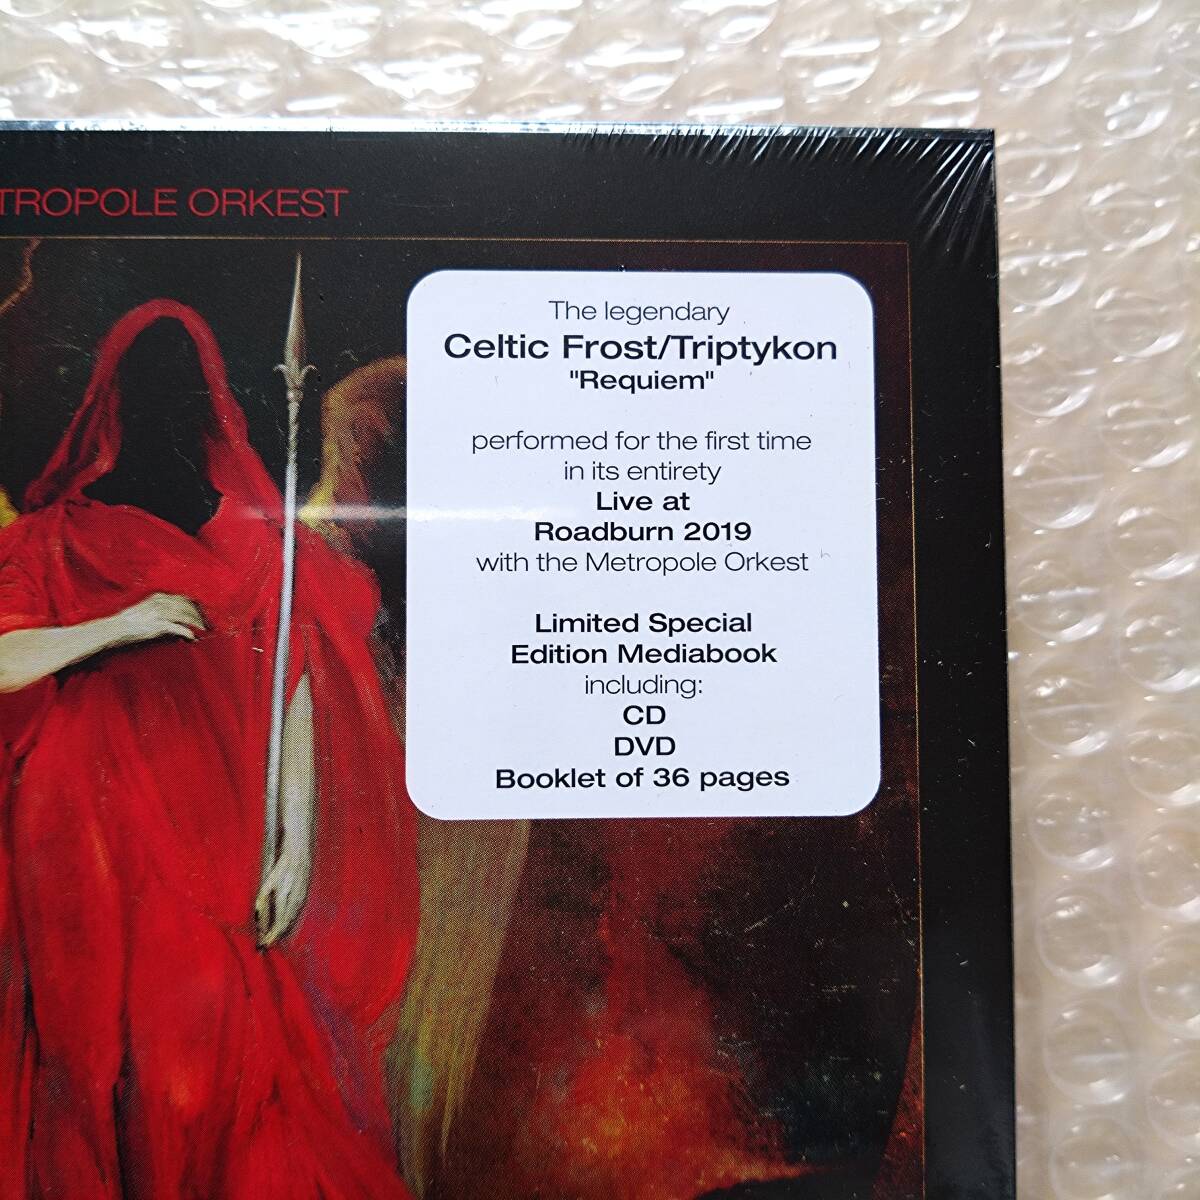 TROPOLE ORKEST
The legendary
Celtic Frost/Triptykon
"Requiem"
performed for the first time
in its entirety
Live at
Roadburn 2019
with the Metropole Orkest
Limited Special
Edition Mediabook
including:
CD
DVD
Booklet of 36 pages